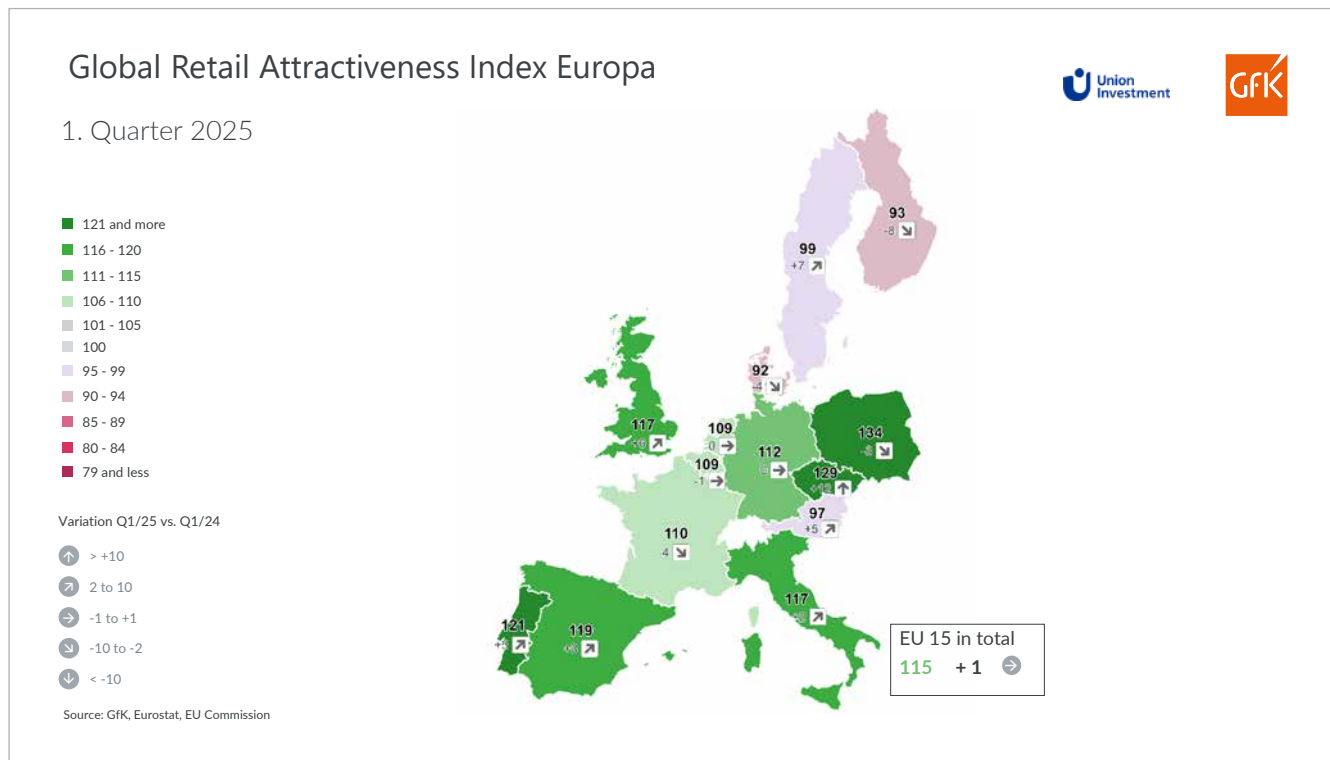 Global Retail Attractiveness Index Europa
Union
Investment
GfK
1. Quarter 2025
121 and more
116 - 120
111 - 115
106 - 110
101 - 105
100
95 - 99
90 - 94
85 - 89
80 - 84
79 and less
Variation Q1/25 vs. Q1/24
> +10
2 to 10
-1 to +1
-10 to -2
< -10
Source: GfK, Eurostat, EU Commission
93
-8
99
+7
92
-4
117
109
0
134
112
109
-1
129
+12
97
+5
110
-4
117
121
119
EU 15 in total
115 + 1